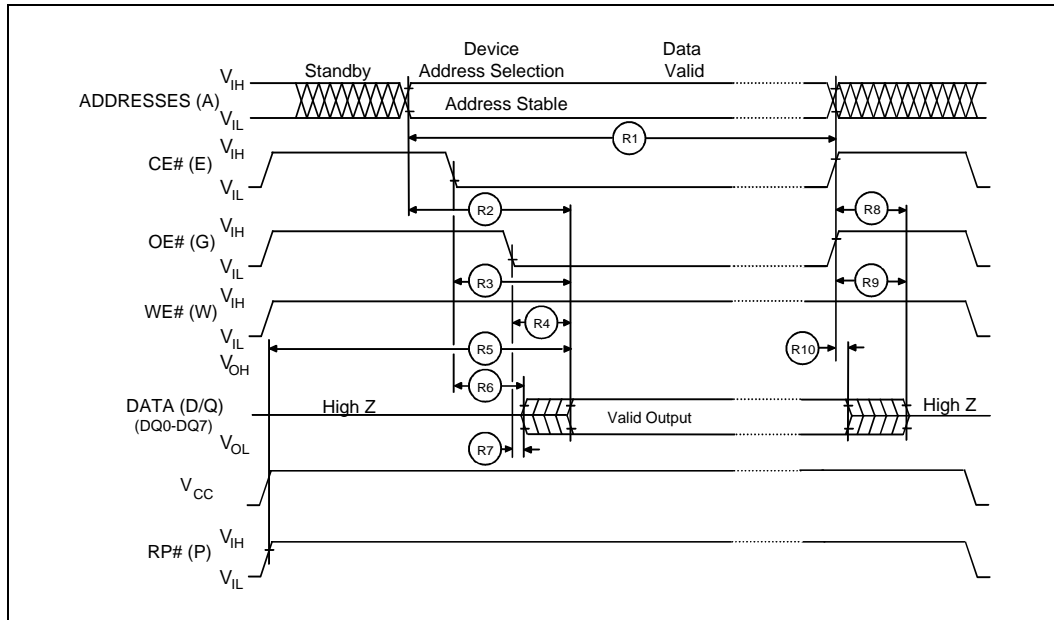 Device
Data
Standby
Address Selection
Valid
VIH
ADDRESSES (A)
Address Stable
VIL
R1
VIH
CE# (E)
VIL
R2
R8
VIH
OE# (G)
VIL
R3
R9
VIH
WE# (W)
R4
VIL
R5
R10
VOH
R6
DATA (D/Q)
(DQ0-DQ7)
High Z
Valid Output
High Z
VOL
R7
VCC
VIH
RP# (P)
VIL